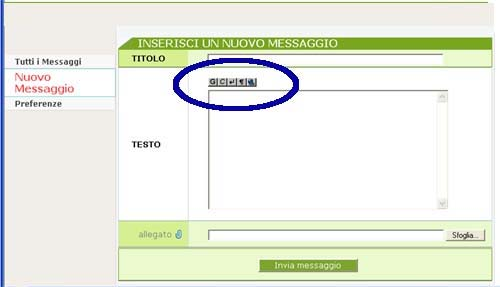 INSERISCI UN NUOVO MESSAGGIO
Tutti i Messaggi
Nuovo
Messaggio
Preferenze
TITOLO
G C ↵ ¶
TESTO
allegato
Sfoglia...
Invia messaggio